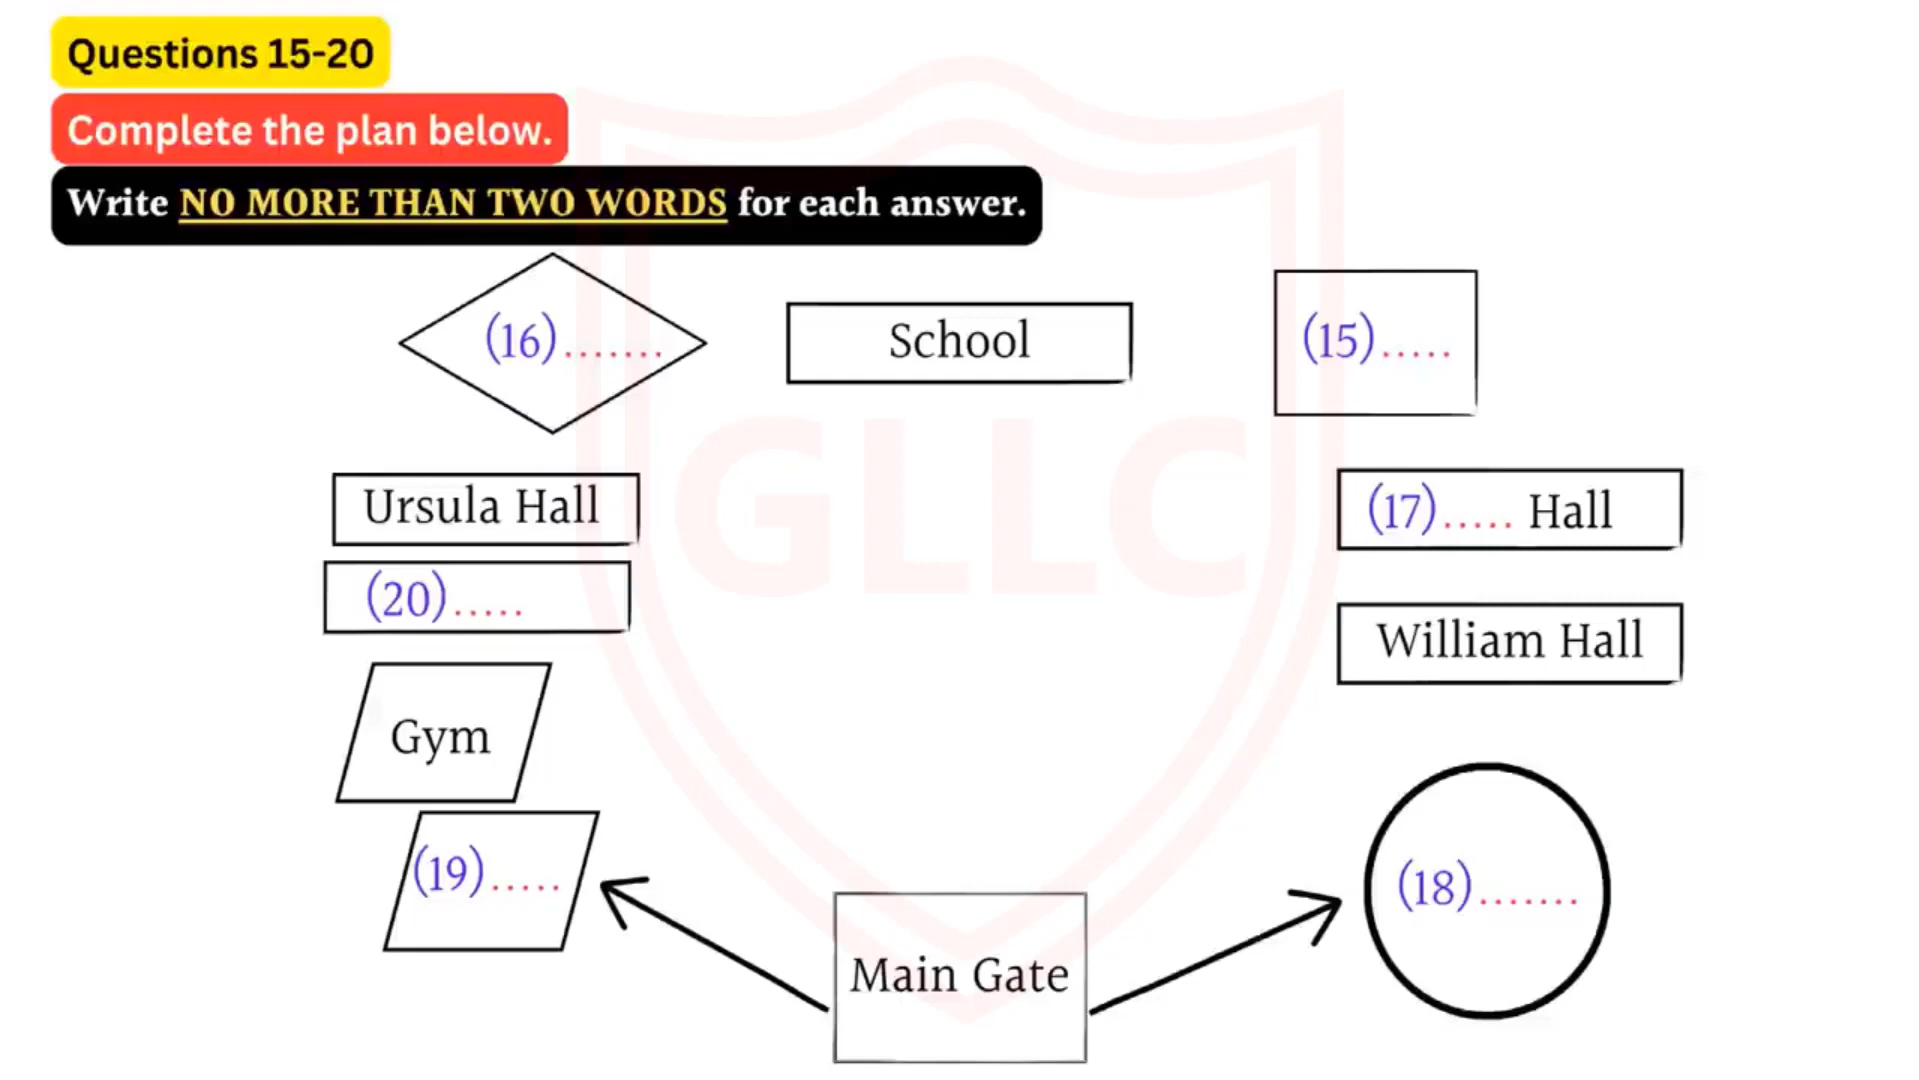 Questions 15-20
Complete the plan below.
Write NO MORE THAN TWO WORDS for each answer.
(16).......
School
(15).....
Ursula Hall
(17)..... Hall
(20).....
William Hall
Gym
(19).....
(18).......
Main Gate
GLLC